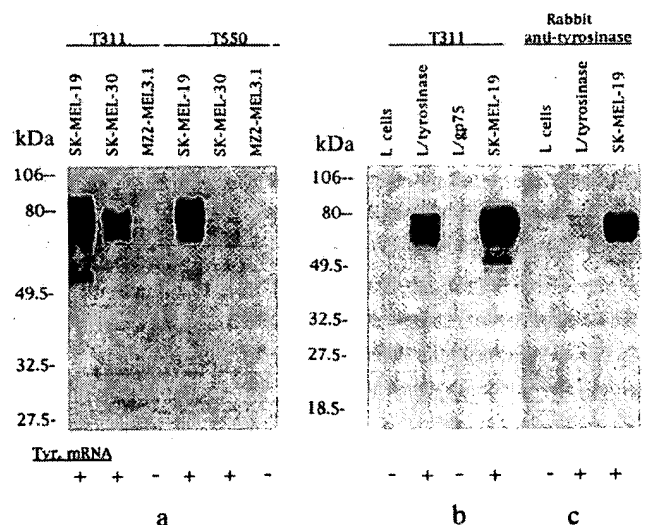 T311 T550
SK-MEL-19 SK-MEL-30 MZ2-MEL3.1 SK-MEL-19 SK-MEL-30 MZ2-MEL3.1
kDa
106--
80--
49.5-
32.5-
27.5-
Tyr. mRNA
+ + - + + -
a
T311 Rabbit anti-tyrosinase
L cells L/tyrosinase L/gp75 SK-MEL-19 L cells L/tyrosinase SK-MEL-19
kDa
106--
80--
49.5-
32.5-
27.5-
18.5-
- + - + - + +
b c